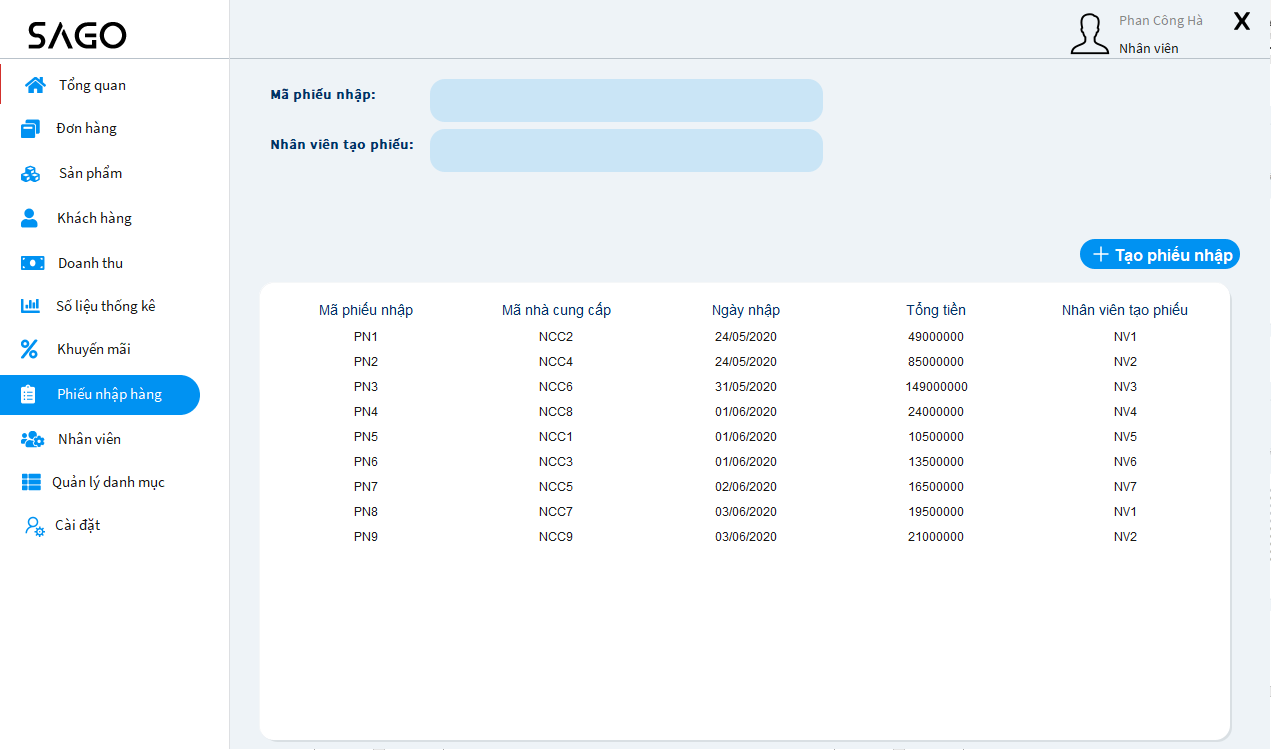 SAGO
Phan Công Hà
X
Nhân viên
Tổng quan
Đơn hàng
Sản phẩm
Khách hàng
Doanh thu
Số liệu thống kê
Khuyến mãi
Phiếu nhập hàng
Nhân viên
Quản lý danh mục
Cài đặt
Mã phiếu nhập:
Nhân viên tạo phiếu:
+ Tạo phiếu nhập
Mã phiếu nhập Mã nhà cung cấp Ngày nhập Tổng tiền Nhân viên tạo phiếu
PN1 NCC2 24/05/2020 49000000 NV1
PN2 NCC4 24/05/2020 85000000 NV2
PN3 NCC6 31/05/2020 149000000 NV3
PN4 NCC8 01/06/2020 24000000 NV4
PN5 NCC1 01/06/2020 10500000 NV5
PN6 NCC3 01/06/2020 13500000 NV6
PN7 NCC5 02/06/2020 16500000 NV7
PN8 NCC7 03/06/2020 19500000 NV1
PN9 NCC9 03/06/2020 21000000 NV2